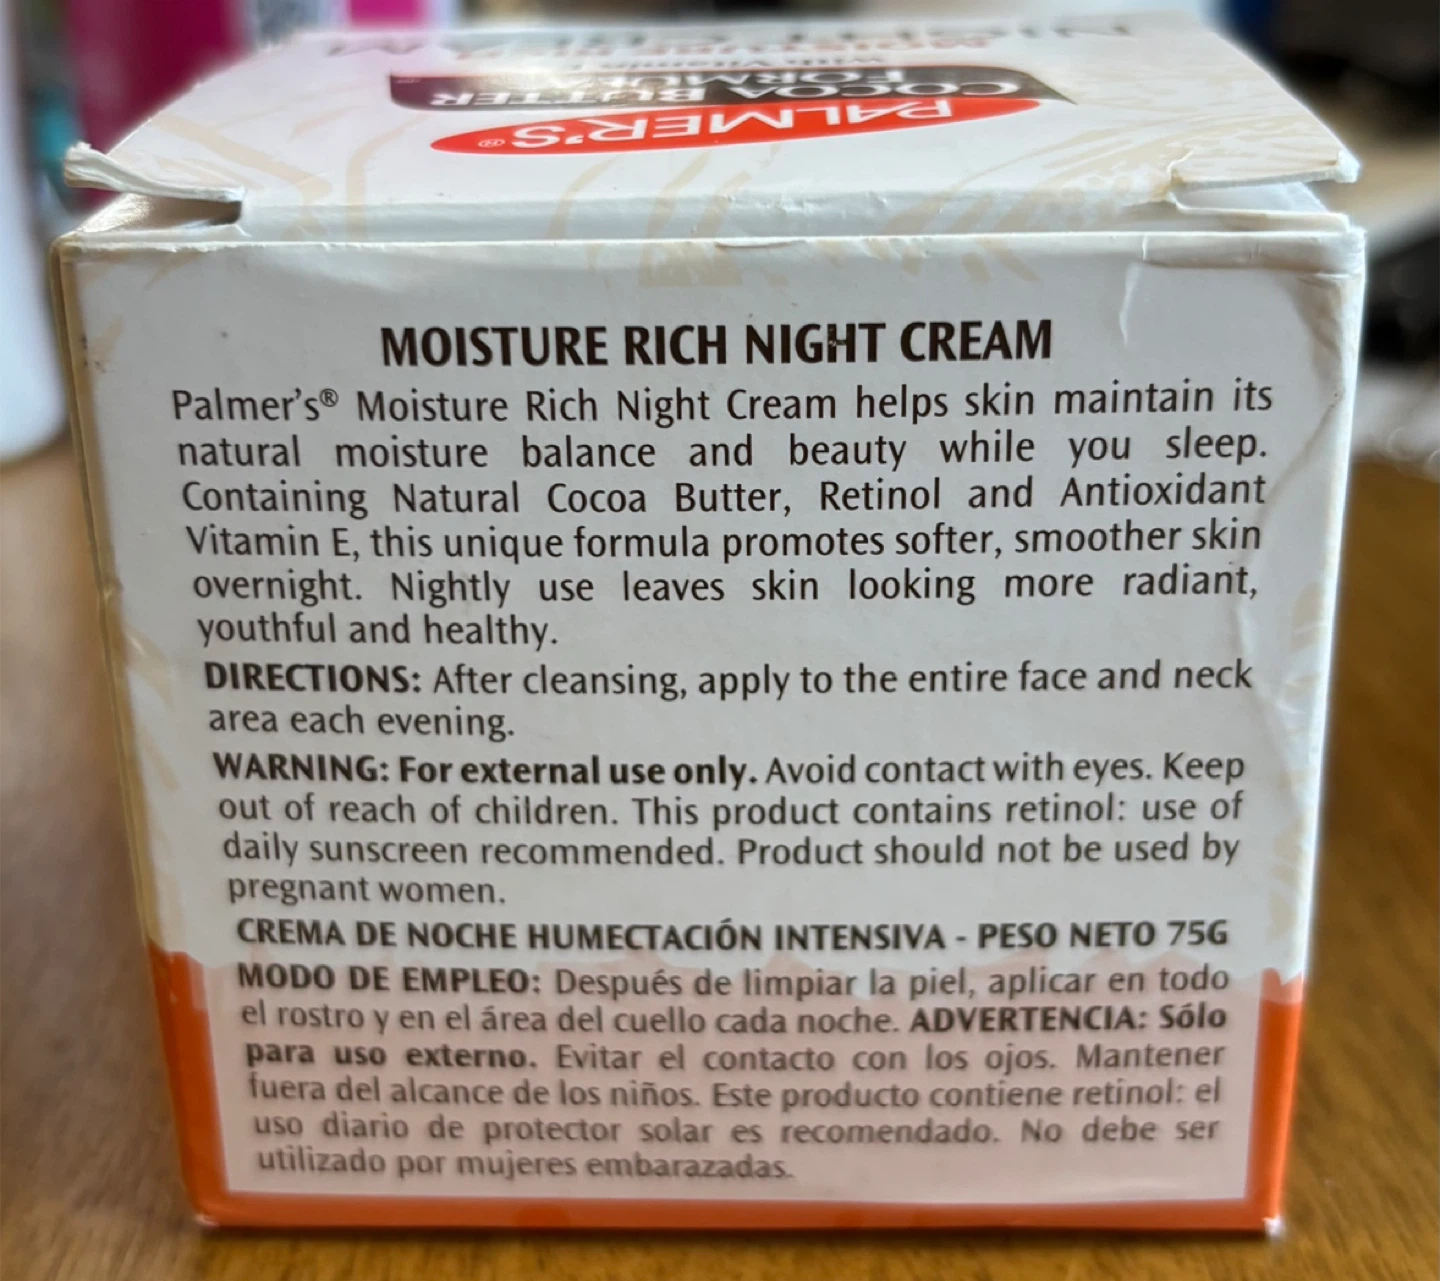 NIGHT CREAM
MOISTURE RICH
with Vitamin E
COCOA BUTTER
FORMULA
PALMER'S®
MOISTURE RICH NIGHT CREAM
Palmer's® Moisture Rich Night Cream helps skin maintain its
natural moisture balance and beauty while you sleep.
Containing Natural Cocoa Butter, Retinol and Antioxidant
Vitamin E, this unique formula promotes softer, smoother skin
overnight. Nightly use leaves skin looking more radiant,
youthful and healthy.
DIRECTIONS: After cleansing, apply to the entire face and neck
area each evening.
WARNING: For external use only. Avoid contact with eyes. Keep
out of reach of children. This product contains retinol: use of
daily sunscreen recommended. Product should not be used by
pregnant women.
CREMA DE NOCHE HUMECTACIÓN INTENSIVA - PESO NETO 75G
MODO DE EMPLEO: Después de limpiar la piel, aplicar en todo
el rostro y en el área del cuello cada noche. ADVERTENCIA: Sólo
para uso externo. Evitar el contacto con los ojos. Mantener
fuera del alcance de los niños. Este producto contiene retinol: el
uso diario de protector solar es recomendado. No debe ser
utilizado por mujeres embarazadas.